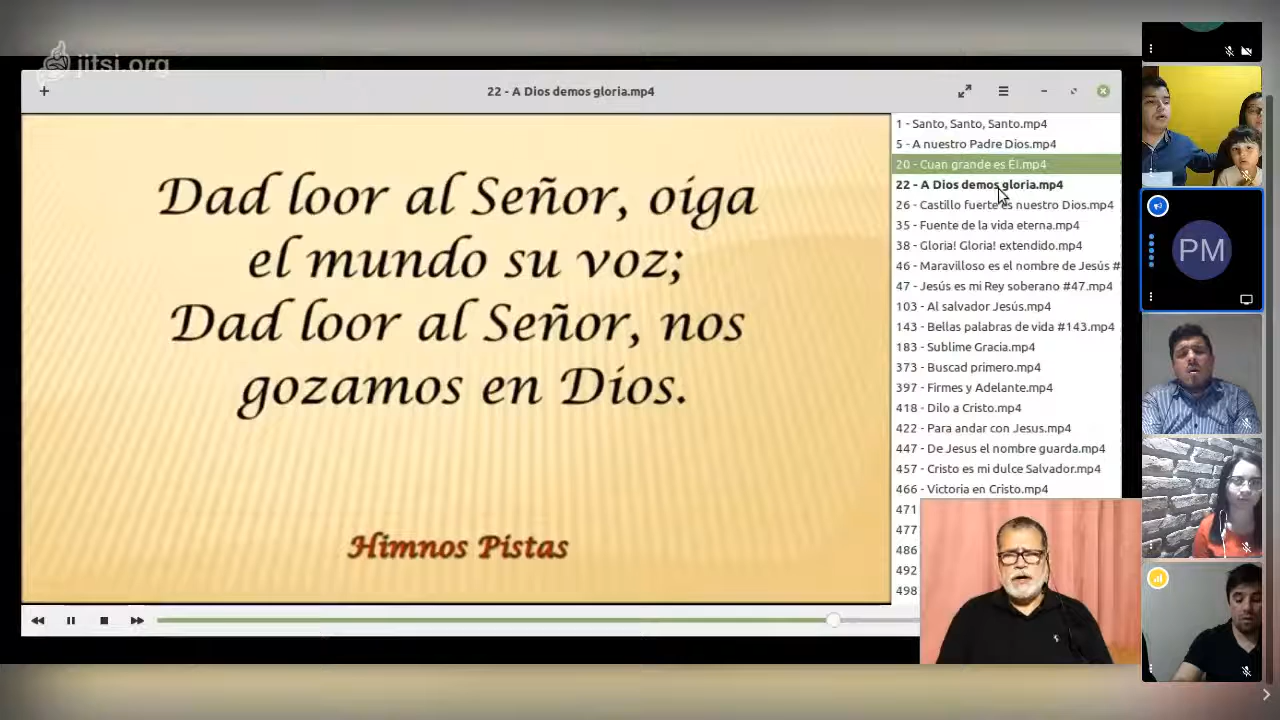 jitsi.org
22 - A Dios demos gloria.mp4
Dad loor al Señor, oiga
el mundo su voz;
Dad loor al Señor, nos
gozamos en Dios.
Himnos Pistas
1 - Santo, Santo, Santo.mp4
5 - A nuestro Padre Dios.mp4
20 - Cuan grande es Él.mp4
22 - A Dios demos gloria.mp4
26 - Castillo fuerte es nuestro Dios.mp4
35 - Fuente de la vida eterna.mp4
38 - Gloria! Gloria! extendido.mp4
46 - Maravilloso es el nombre de Jesús #
47 - Jesús es mi Rey soberano #47.mp4
103 - Al salvador Jesús.mp4
143 - Bellas palabras de vida #143.mp4
183 - Sublime Gracia.mp4
373 - Buscad primero.mp4
397 - Firmes y Adelante.mp4
418 - Dilo a Cristo.mp4
422 - Para andar con Jesus.mp4
447 - De Jesus el nombre guarda.mp4
457 - Cristo es mi dulce Salvador.mp4
466 - Victoria en Cristo.mp4
471
477
486
492
498
PM